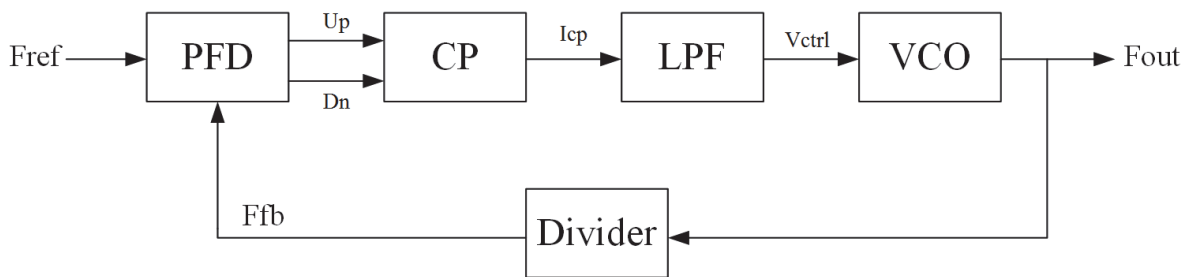 Fref
PFD
Up
Dn
CP
Icp
LPF
Vctrl
VCO
Fout
Ffb
Divider